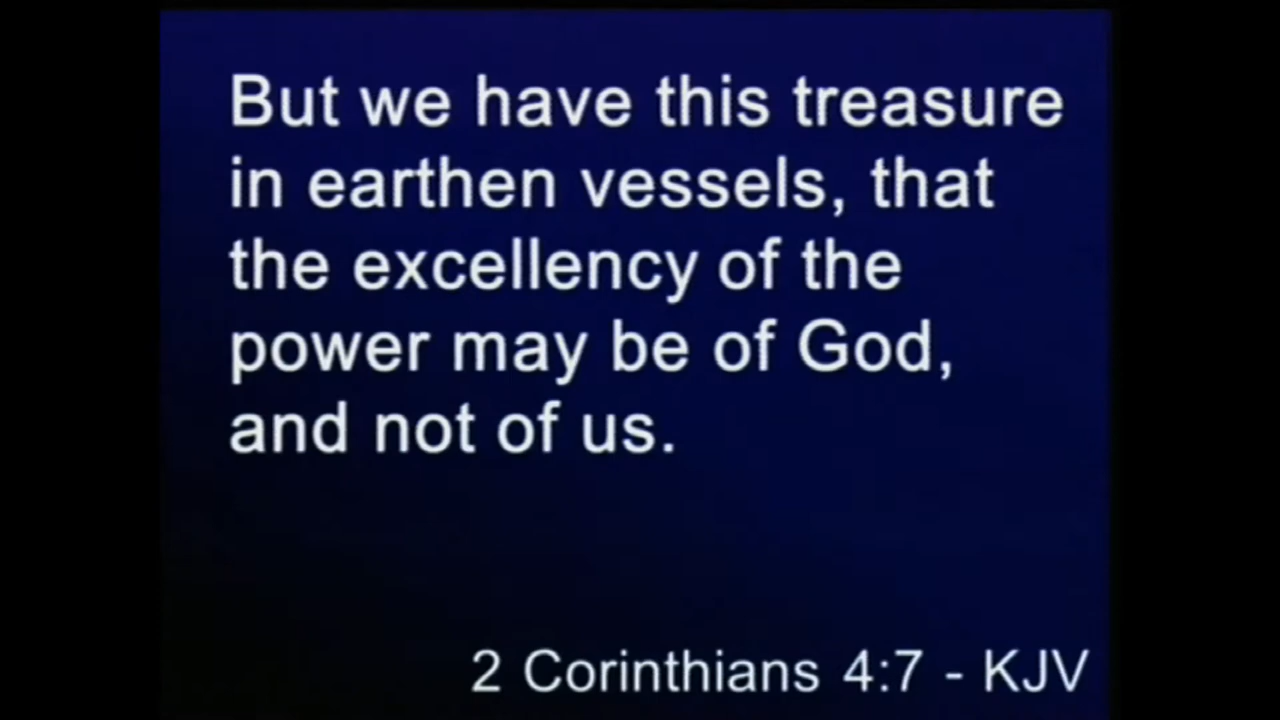 But we have this treasure
in earthen vessels, that
the excellency of the
power may be of God,
and not of us.
2 Corinthians 4:7 - KJV